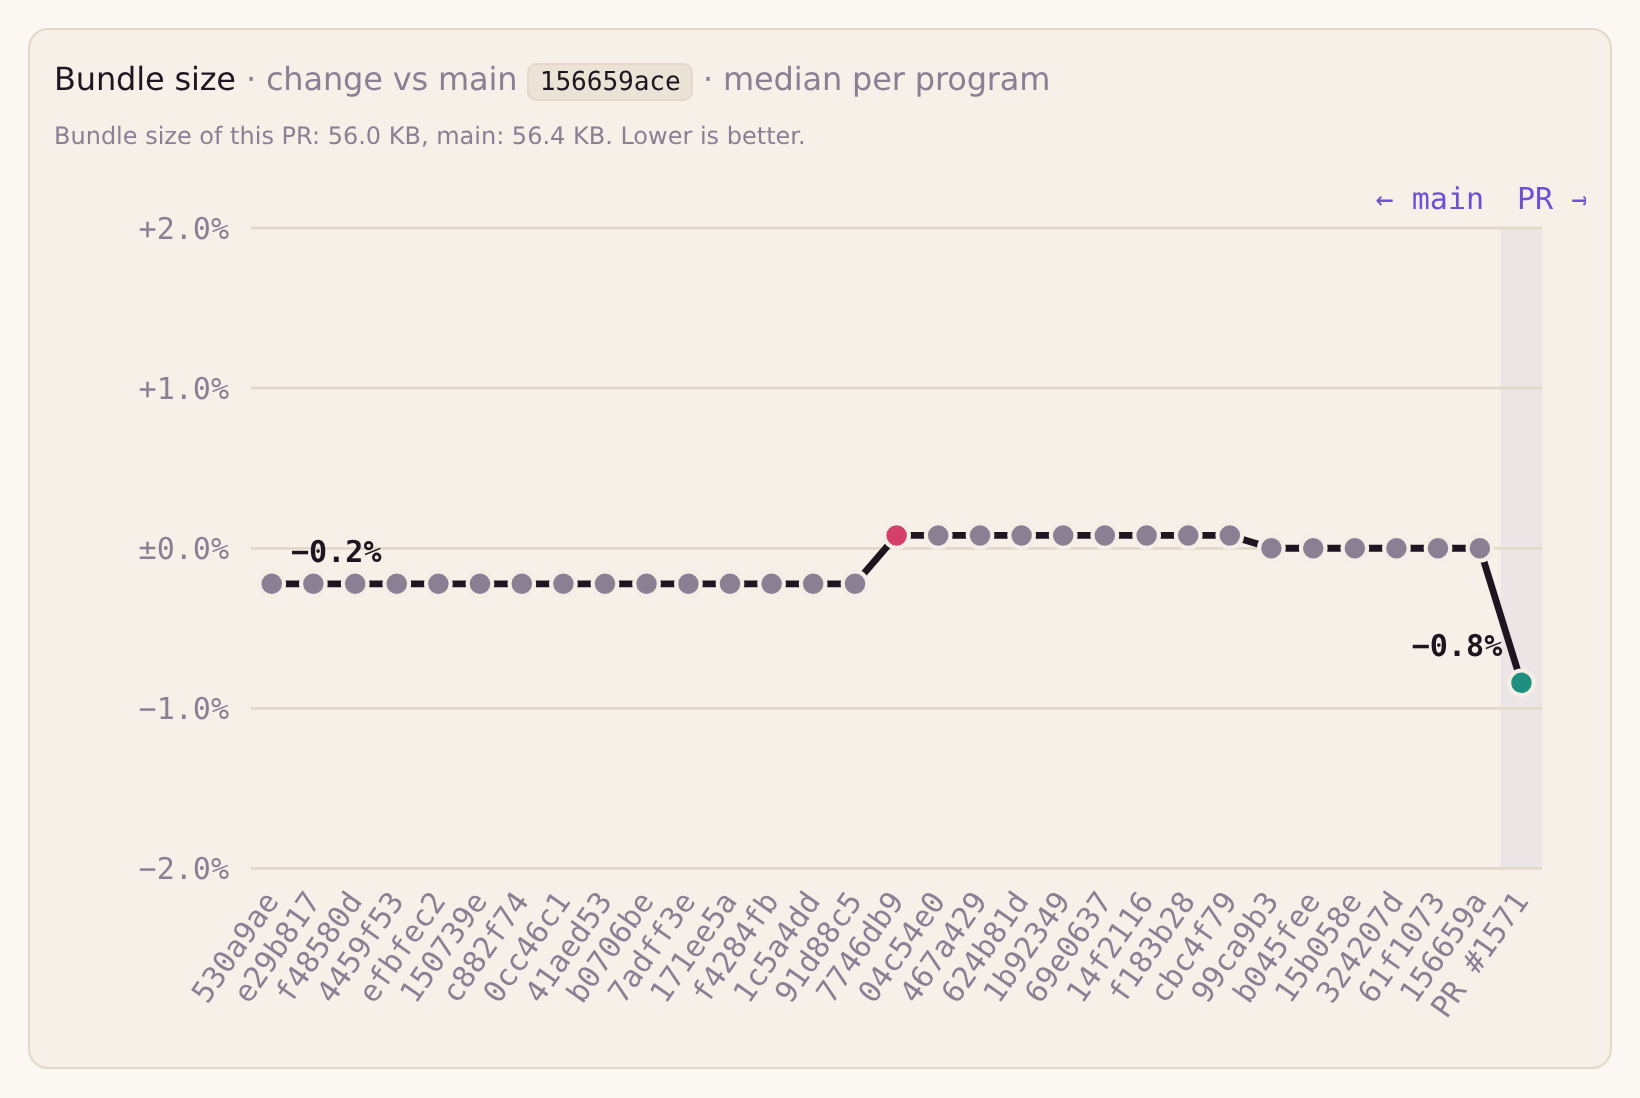 Bundle size · change vs main 156659ace · median per program
Bundle size of this PR: 56.0 KB, main: 56.4 KB. Lower is better.
← main PR →
+2.0%
+1.0%
±0.0%
−1.0%
−2.0%
−0.2%
−0.8%
530a9ae
e29b817
f48580d
4459f53
efbfec2
150739e
c882f74
0cc46c1
41aed53
b0706be
7adff3e
171ee5a
f4284fb
1c5a4dd
91d88c5
7746db9
04c54e0
467a429
624b81d
1b92349
69e0637
14f2116
f183b28
cbc4f79
99ca9b3
b045fee
15b058e
324207d
61f1073
156659a
PR #1571